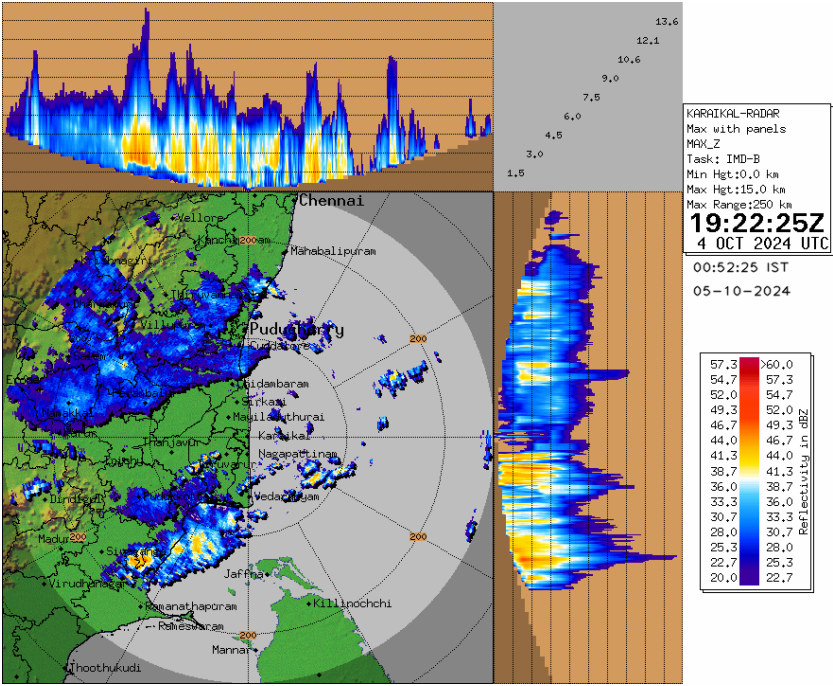 13.6
12.1
10.6
9.0
7.5
6.0
4.5
3.0
1.5
KARAIKAL-RADAR
Max with panels
MAX_Z
Task: IMD-B
Min Hgt:0.0 km
Max Hgt:15.0 km
Max Range:250 km
19:22:25Z
4 OCT 2024 UTC
00:52:25 IST
05-10-2024
Chennai
Vellore
200
Mahabalipuram
Krishnagiri
Villupuram
Puducherry
Cuddalore
200
Salem
Chidambaram
Sirkazi
Namakkal
Mayiladuthurai
Karaikal
Thanjavur
Nagapattinam
Dindigul
Vedaranyam
Madurai
200
200
Jaffna
Virudhunagar
Ramanathapuram
Killinochchi
Rameswaram
200
Mannar
Thoothukudi
57.3 >60.0
54.7 57.3
52.0 54.7
49.3 52.0
46.7 49.3
44.0 46.7
41.3 44.0
38.7 41.3
36.0 38.7
33.3 36.0
30.7 33.3
28.0 30.7
25.3 28.0
22.7 25.3
20.0 22.7
Reflectivity in dBZ